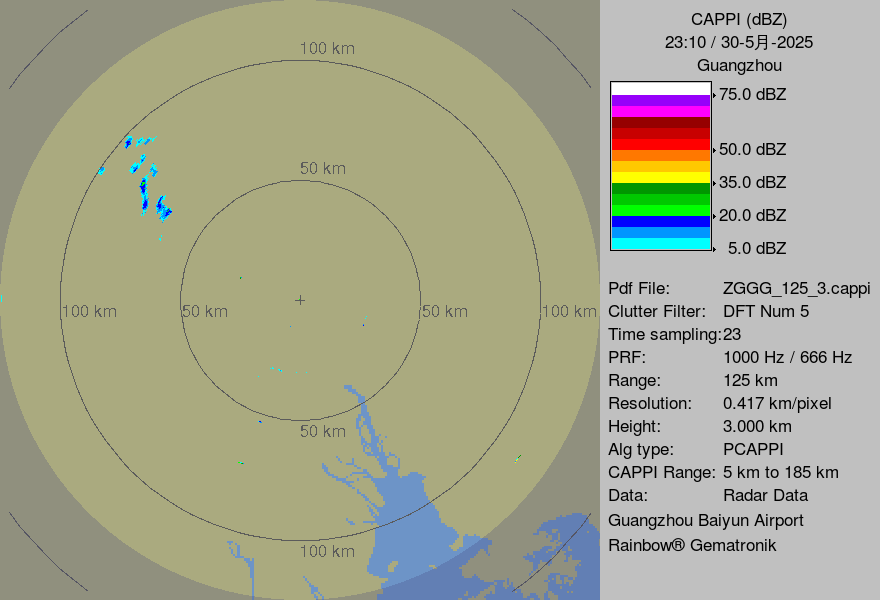 100 km
50 km
100 km
50 km
50 km
100 km
50 km
100 km
CAPPI (dBZ)
23:10 / 30-5月-2025
Guangzhou
75.0 dBZ
50.0 dBZ
35.0 dBZ
20.0 dBZ
5.0 dBZ
Pdf File: ZGGG_125_3.cappi
Clutter Filter: DFT Num 5
Time sampling:23
PRF: 1000 Hz / 666 Hz
Range: 125 km
Resolution: 0.417 km/pixel
Height: 3.000 km
Alg type: PCAPPI
CAPPI Range: 5 km to 185 km
Data: Radar Data
Guangzhou Baiyun Airport
Rainbow® Gematronik